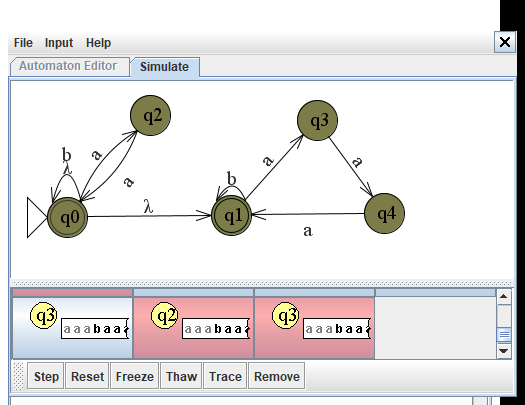 File Input Help
Automaton Editor Simulate
q2
q3
b
λ
a
a
a
a
b
λ
q0
q1
q4
a
q3 aaabaa q2 aaabaa q3 aaabaa
Step Reset Freeze Thaw Trace Remove